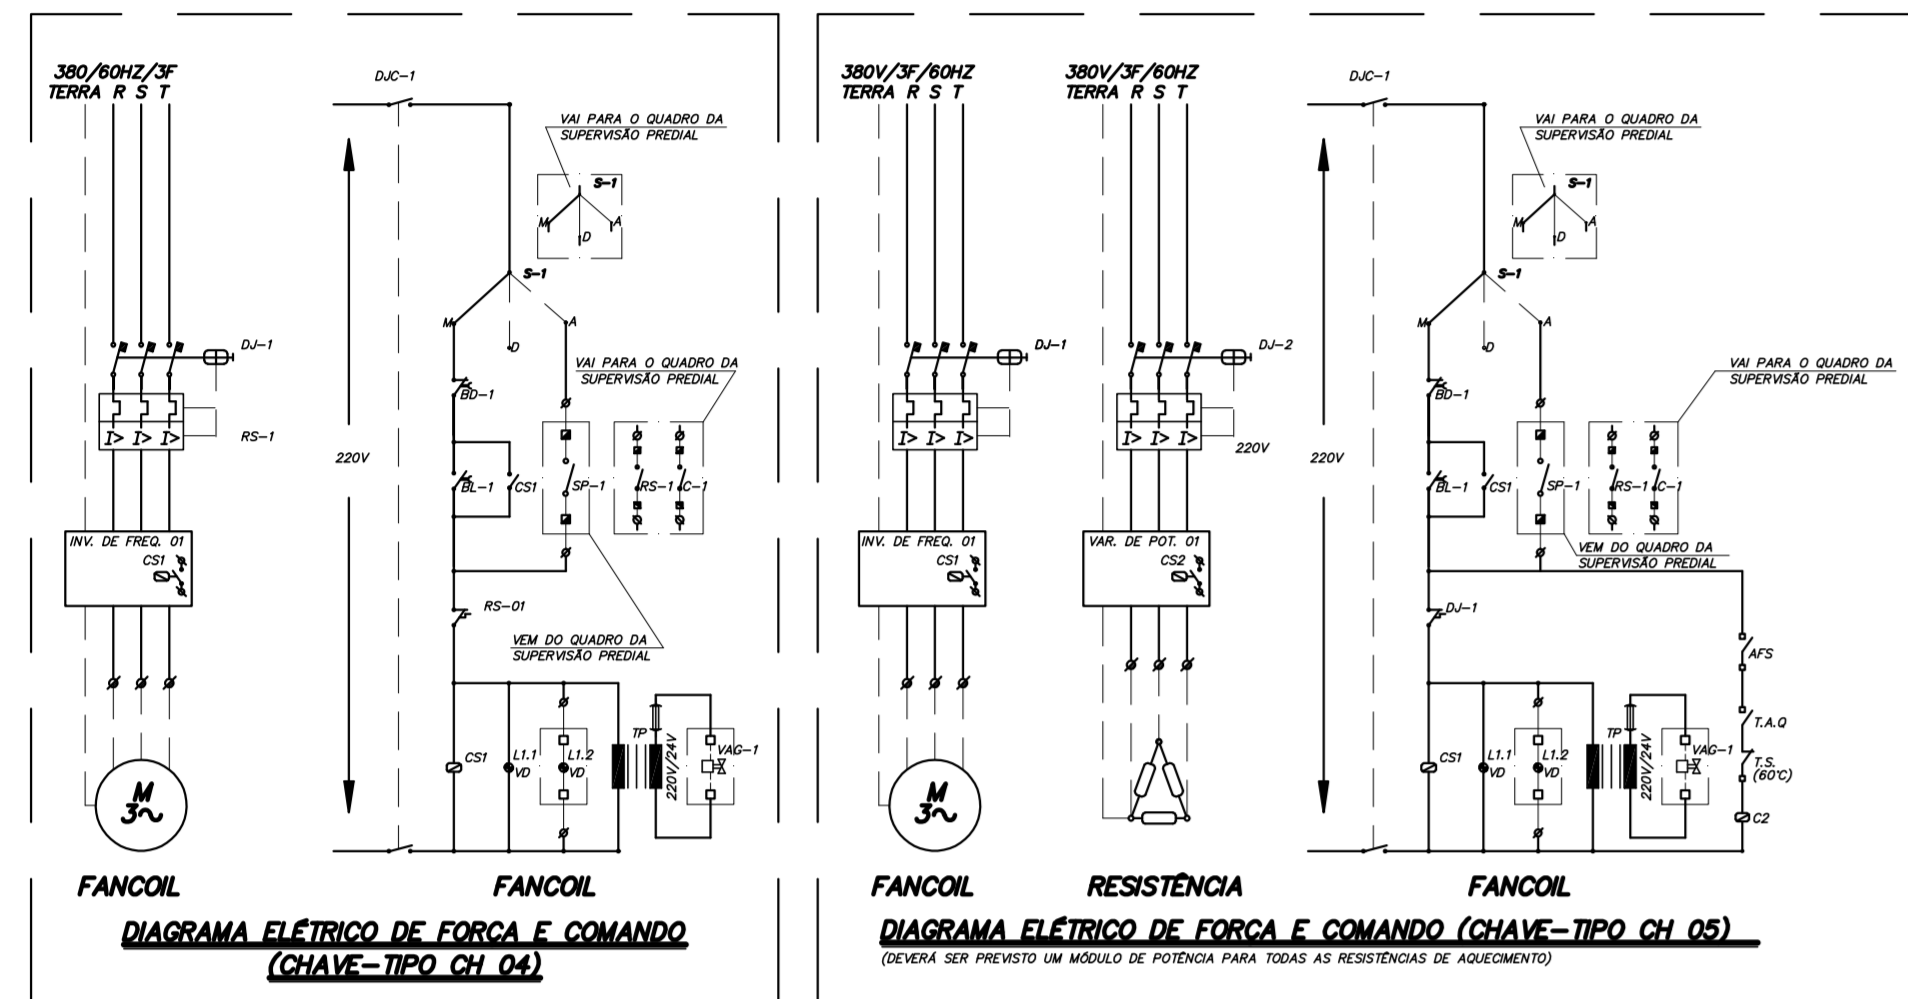 380/60HZ/3F
TERRA R S T
DJ-1
RS-1
I> I> I>
INV. DE FREQ. 01
CS1
M
3~
FANCOIL
DJC-1
VAI PARA O QUADRO DA
SUPERVISÃO PREDIAL
S-1
M
A
D
S-1
M
A
D
220V
BD-1
VAI PARA O QUADRO DA
SUPERVISÃO PREDIAL
BL-1
CS1
SP-1
RS-1
C-1
RS-01
VEM DO QUADRO DA
SUPERVISÃO PREDIAL
CS1
L1.1
VD
L1.2
VD
TP
220V/24V
VAG-1
FANCOIL
DIAGRAMA ELÉTRICO DE FORÇA E COMANDO
(CHAVE-TIPO CH 04)
380V/3F/60HZ
TERRA R S T
DJ-1
I> I> I>
INV. DE FREQ. 01
CS1
M
3~
FANCOIL
380V/3F/60HZ
TERRA R S T
DJ-2
I> I> I>
220V
VAR. DE POT. 01
CS2
RESISTÊNCIA
DJC-1
VAI PARA O QUADRO DA
SUPERVISÃO PREDIAL
S-1
M
A
D
S-1
M
A
D
220V
BD-1
VAI PARA O QUADRO DA
SUPERVISÃO PREDIAL
BL-1
CS1
SP-1
RS-1
C-1
VEM DO QUADRO DA
SUPERVISÃO PREDIAL
DJ-1
AFS
T.A.Q
T.S.
(60°C)
C2
CS1
L1.1
VD
L1.2
VD
TP
220V/24V
VAG-1
FANCOIL
DIAGRAMA ELÉTRICO DE FORÇA E COMANDO (CHAVE-TIPO CH 05)
(DEVERÁ SER PREVISTO UM MÓDULO DE POTÊNCIA PARA TODAS AS RESISTÊNCIAS DE AQUECIMENTO)